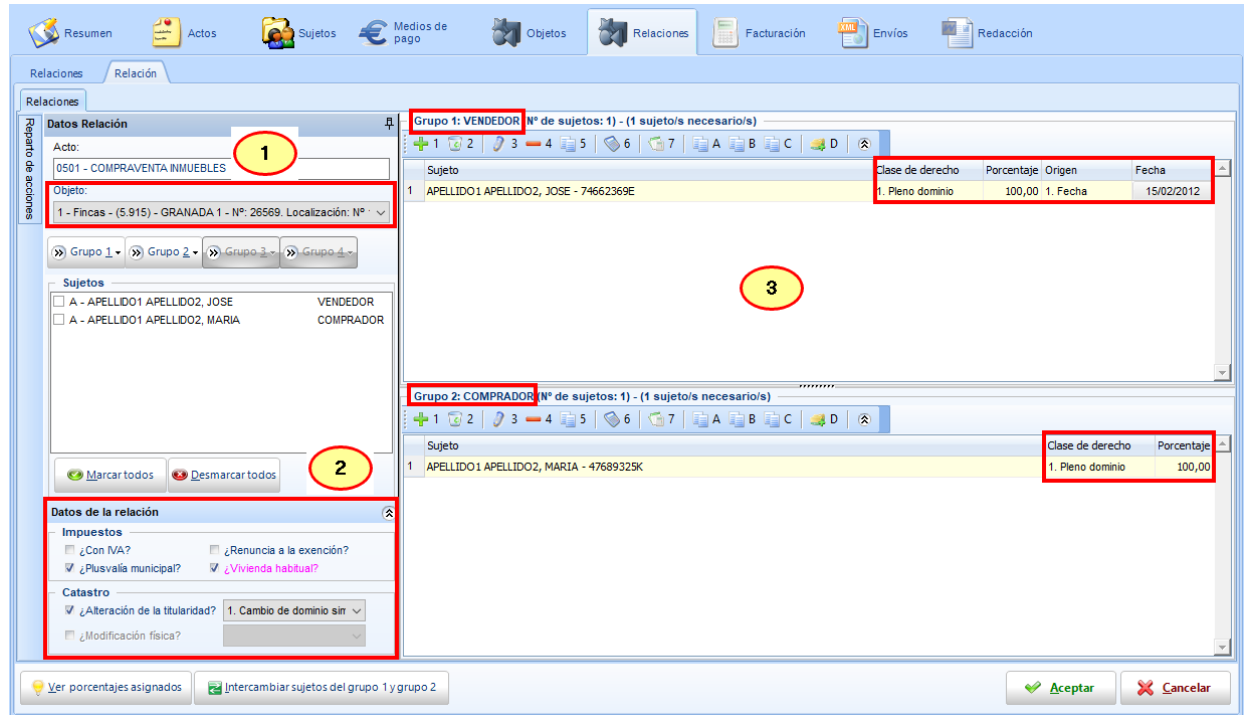 Resumen
Actos
Sujetos
Medios de pago
Objetos
Relaciones
Facturación
Envíos
Redacción
Relaciones
Relación
Relaciones
Reparto de acciones
Datos Relación
Acto:
1
0501 - COMPRAVENTA INMUEBLES
Objeto:
1 - Fincas - (5.915) - GRANADA 1 - Nº: 26569. Localización: Nº
Grupo 1
Grupo 2
Grupo 3
Grupo 4
Sujetos
A - APELLIDO1 APELLIDO2, JOSE VENDEDOR
A - APELLIDO1 APELLIDO2, MARIA COMPRADOR
Marcar todos
Desmarcar todos
2
Datos de la relación
Impuestos
¿Con IVA? ¿Renuncia a la exención?
¿Plusvalía municipal? ¿Vivienda habitual?
Catastro
¿Alteración de la titularidad? 1. Cambio de dominio sin
¿Modificación física?
Grupo 1: VENDEDOR (Nº de sujetos: 1) - (1 sujeto/s necesario/s)
1 2 3 4 5 6 7 A B C D
Sujeto Clase de derecho Porcentaje Origen Fecha
1 APELLIDO1 APELLIDO2, JOSE - 74662369E 1. Pleno dominio 100,00 1. Fecha 15/02/2012
3
Grupo 2: COMPRADOR (Nº de sujetos: 1) - (1 sujeto/s necesario/s)
1 2 3 4 5 6 7 A B C D
Sujeto Clase de derecho Porcentaje
1 APELLIDO1 APELLIDO2, MARIA - 47689325K 1. Pleno dominio 100,00
Ver porcentajes asignados
Intercambiar sujetos del grupo 1 y grupo 2
Aceptar
Cancelar